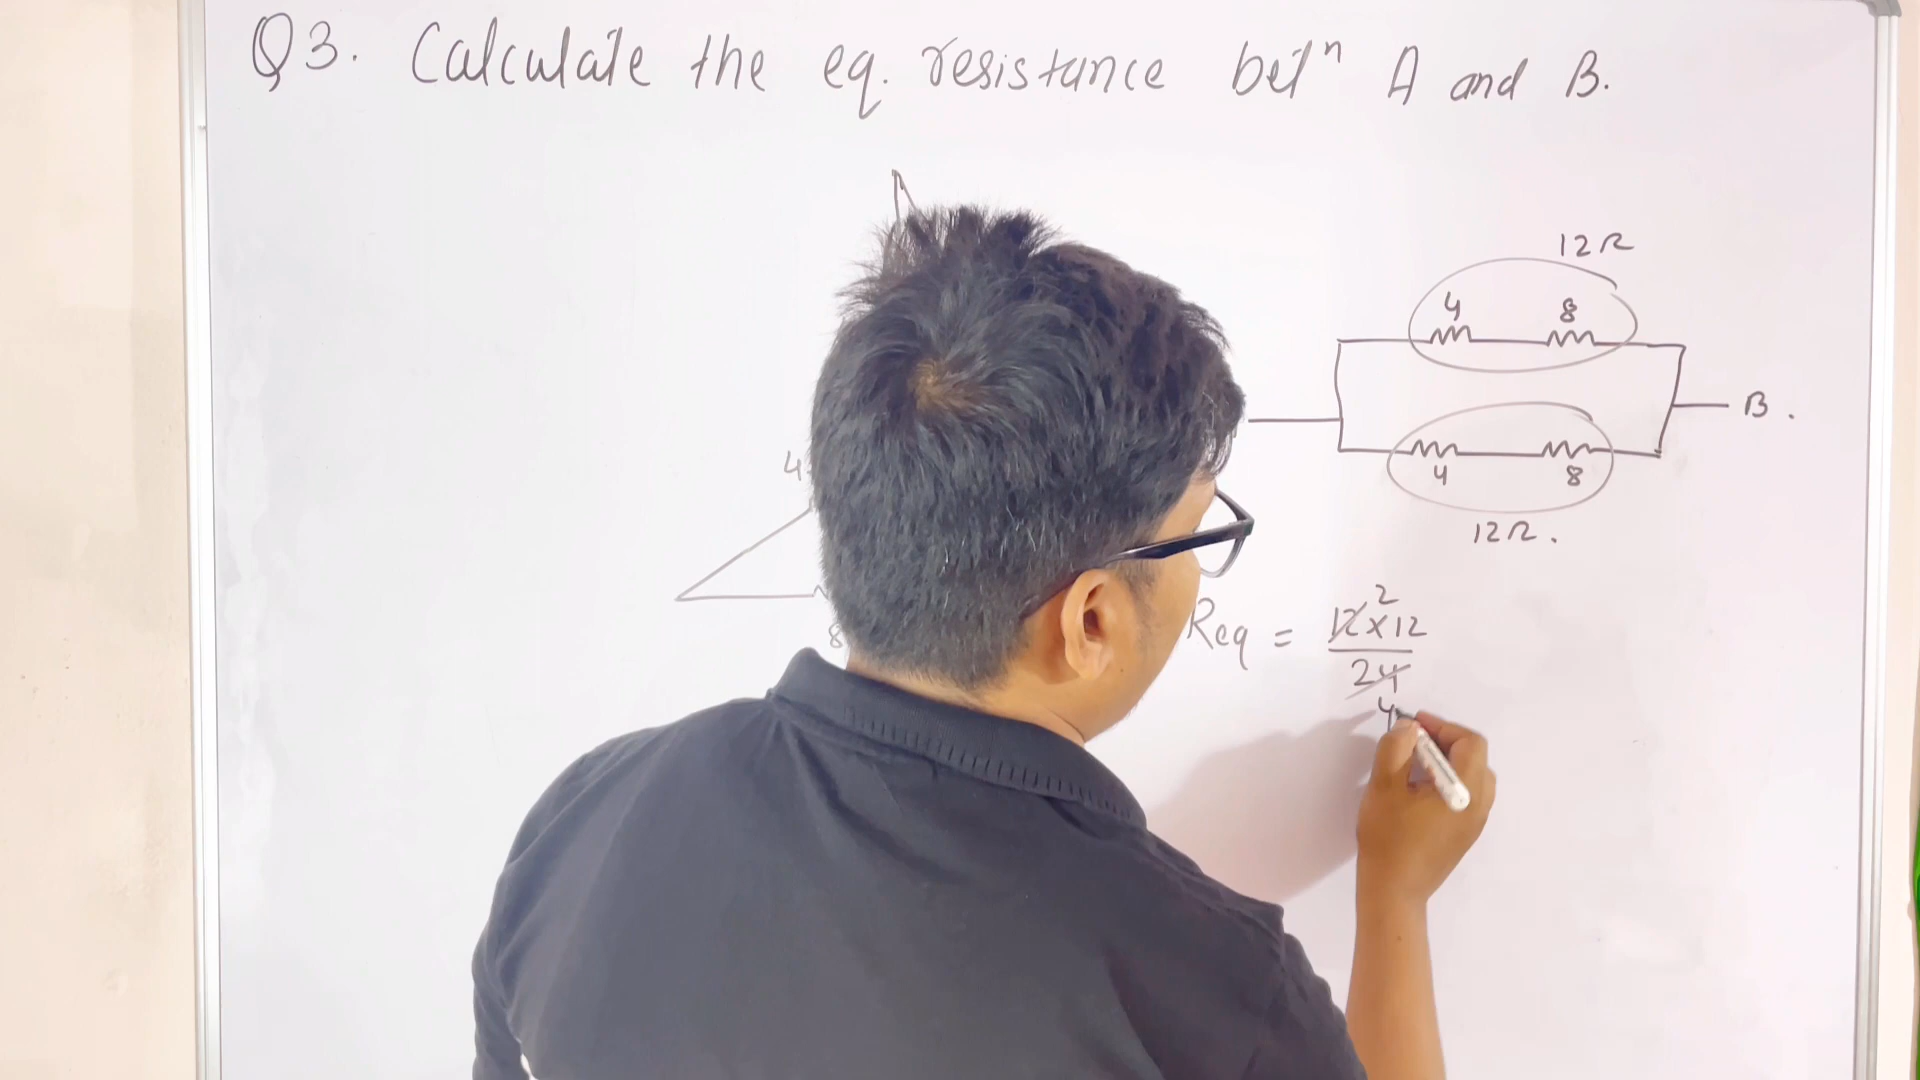 Q3. Calculate the eq. resistance betⁿ A and B.
12Ω
4 8
B.
4 8
12Ω.
4
8
Req = 12 x 12
2
24
4